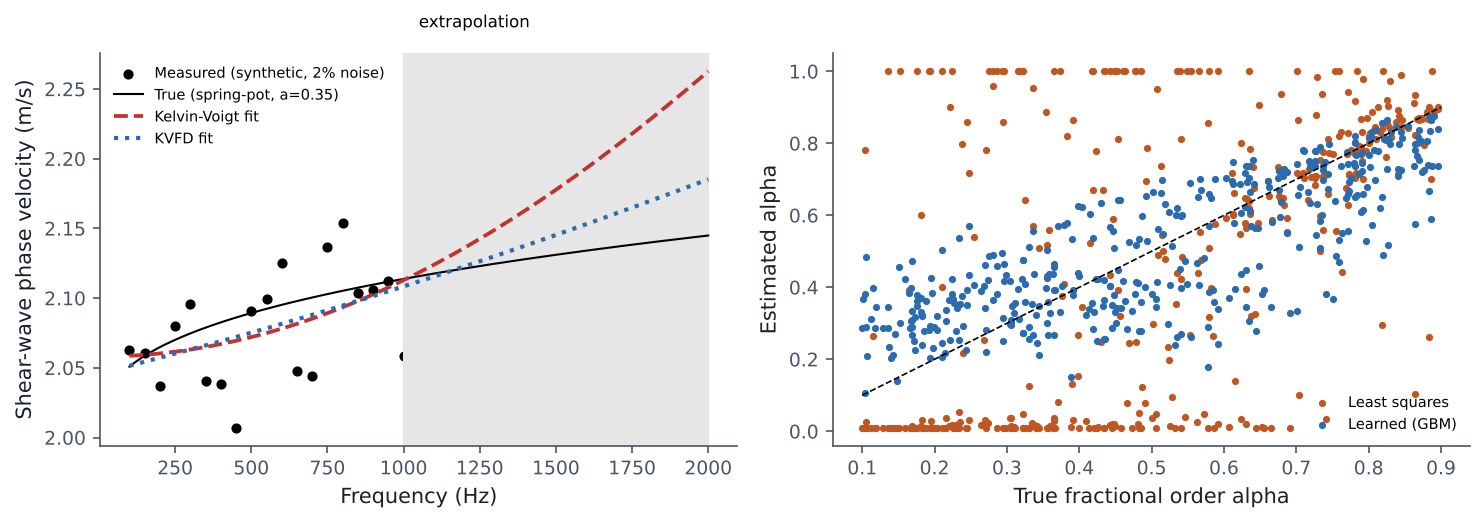 extrapolation
Measured (synthetic, 2% noise)
True (spring-pot, a=0.35)
Kelvin-Voigt fit
KVFD fit
Shear-wave phase velocity (m/s)
2.25
2.20
2.15
2.10
2.05
2.00
250 500 750 1000 1250 1500 1750 2000
Frequency (Hz)
Estimated alpha
1.0
0.8
0.6
0.4
0.2
0.0
Least squares
Learned (GBM)
0.1 0.2 0.3 0.4 0.5 0.6 0.7 0.8 0.9
True fractional order alpha